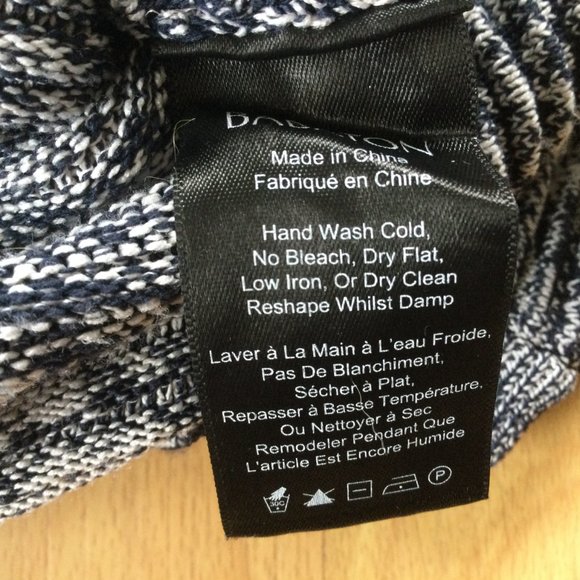 BABATON
Made in China
Fabriqué en Chine
Hand Wash Cold,
No Bleach, Dry Flat,
Low Iron, Or Dry Clean
Reshape Whilst Damp
Laver à La Main à L'eau Froide,
Pas De Blanchiment,
Sécher à Plat,
Repasser à Basse Température,
Ou Nettoyer à Sec
Remodeler Pendant Que
L'article Est Encore Humide
30C P